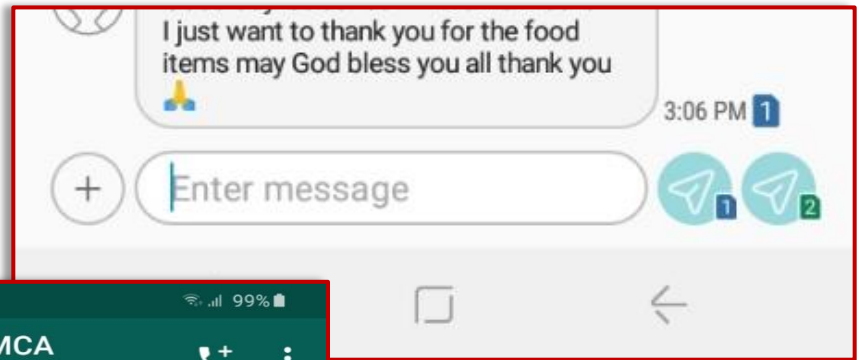 I just want to thank you for the food
items may God bless you all thank you
🙏
3:06 PM 1
Enter message
1 2
99%
MCA